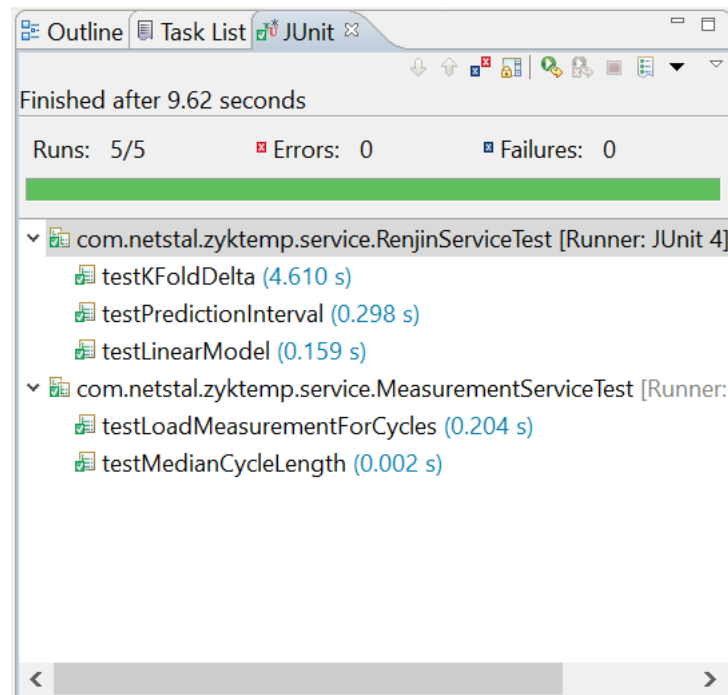 Outline Task List JUnit
Finished after 9.62 seconds
Runs: 5/5 Errors: 0 Failures: 0
com.netstal.zyktemp.service.RenjinServiceTest [Runner: JUnit 4]
testKFoldDelta (4.610 s)
testPredictionInterval (0.298 s)
testLinearModel (0.159 s)
com.netstal.zyktemp.service.MeasurementServiceTest [Runner:
testLoadMeasurementForCycles (0.204 s)
testMedianCycleLength (0.002 s)